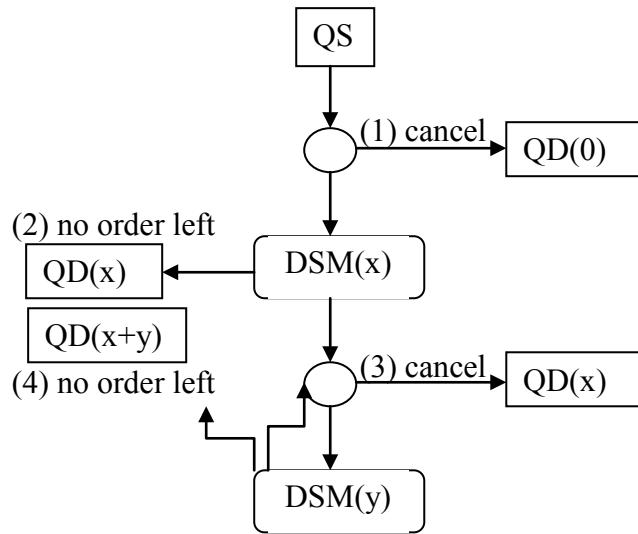 QS
(1) cancel
QD(0)
(2) no order left
DSM(x)
QD(x)
QD(x+y)
(3) cancel
(4) no order left
QD(x)
DSM(y)